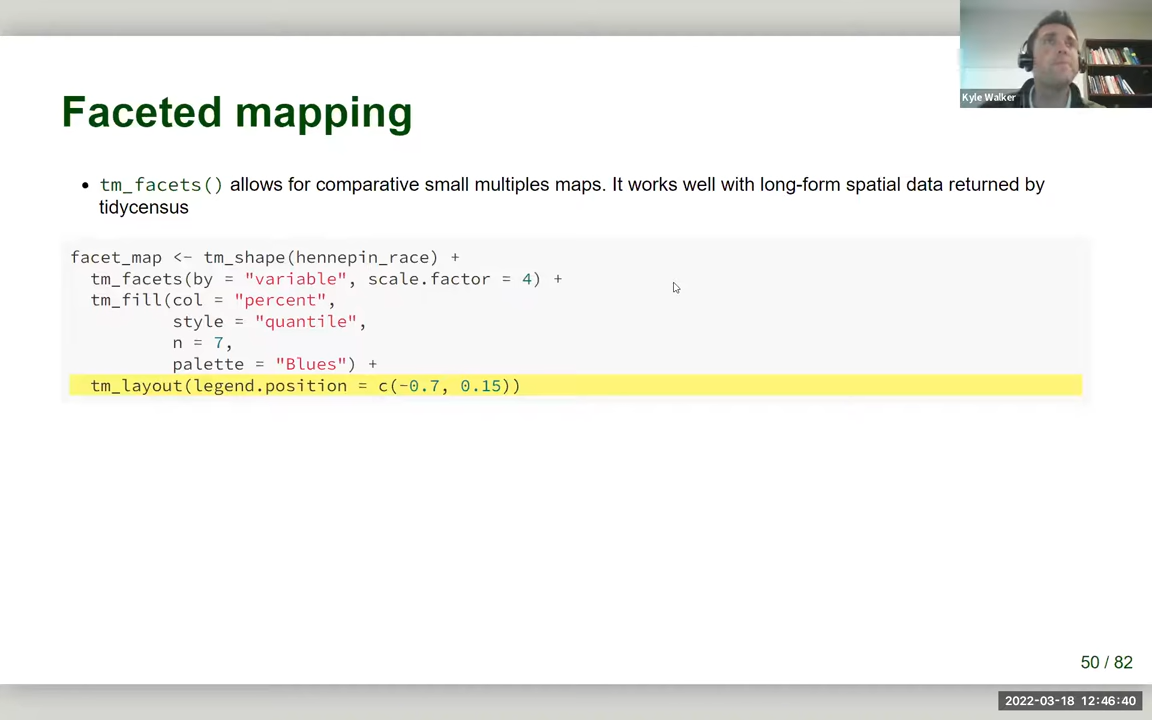 Kyle Walker
Faceted mapping
• tm_facets() allows for comparative small multiples maps. It works well with long-form spatial data returned by
tidycensus
facet_map <- tm_shape(hennepin_race) +
  tm_facets(by = "variable", scale.factor = 4) +
  tm_fill(col = "percent",
          style = "quantile",
          n = 7,
          palette = "Blues") +
  tm_layout(legend.position = c(-0.7, 0.15))
50 / 82
2022-03-18 12:46:40